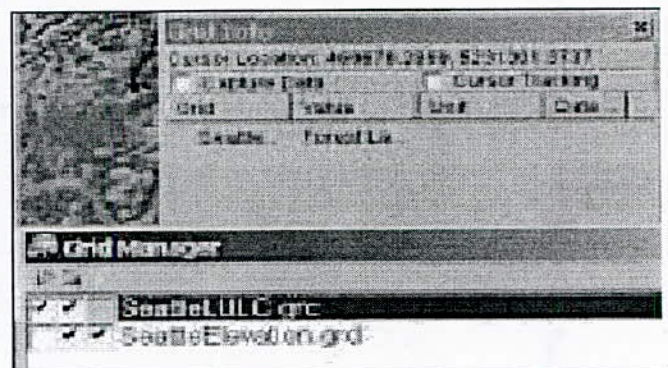 Grid Info
Cursor Location:
Capture Data Cursor Tracking
Grid Value Unit Data
Seattle.. Forest La..
Grid Manager
SeattleLULC.grc
SeattleElevation.grd